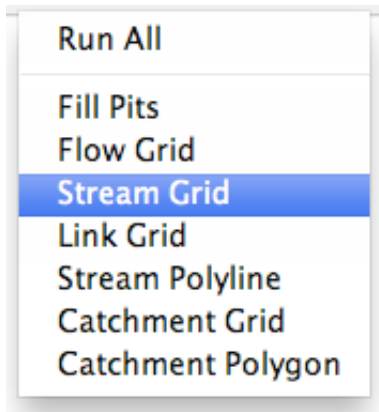 Run All
Fill Pits
Flow Grid
Stream Grid
Link Grid
Stream Polyline
Catchment Grid
Catchment Polygon